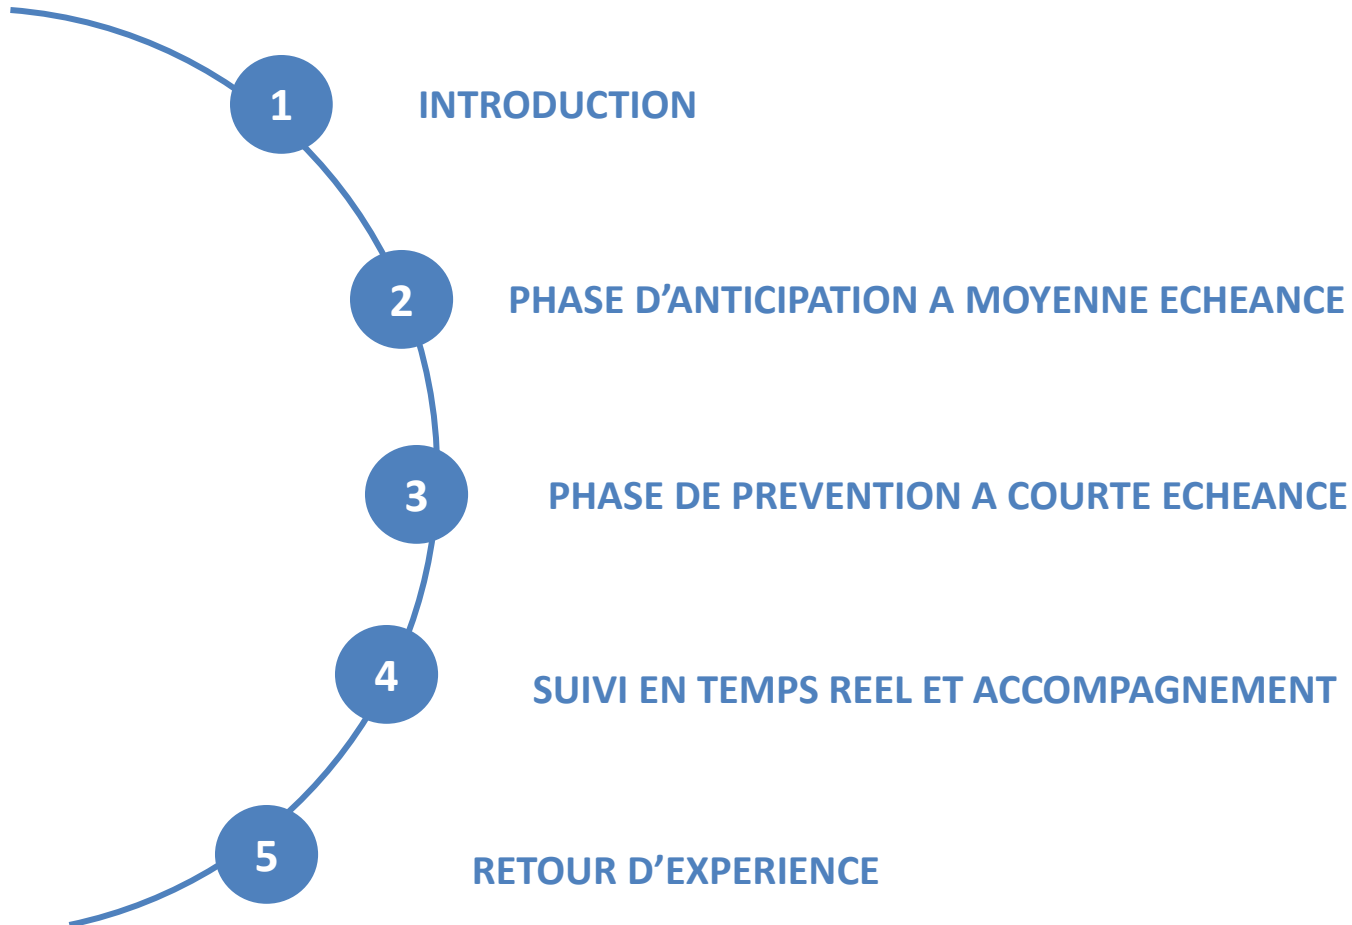 1 INTRODUCTION
2 PHASE D’ANTICIPATION A MOYENNE ECHEANCE
3 PHASE DE PREVENTION A COURTE ECHEANCE
4 SUIVI EN TEMPS REEL ET ACCOMPAGNEMENT
5 RETOUR D’EXPERIENCE